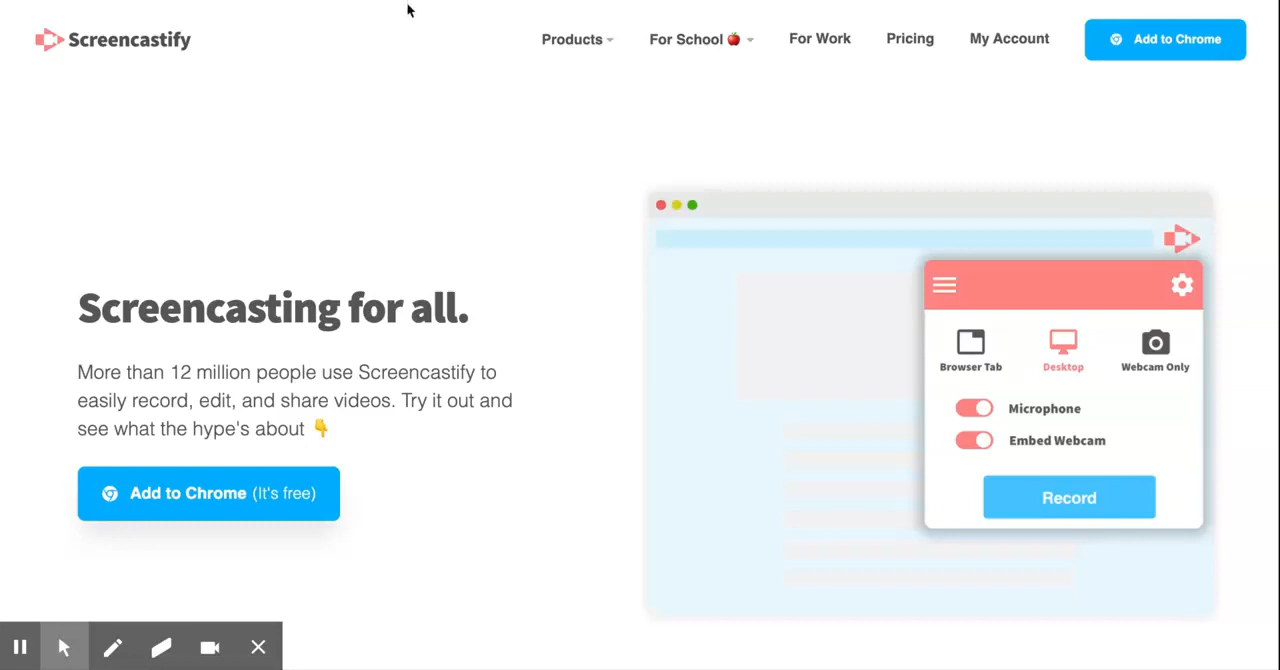 Screencastify
Products
For School 🍎
For Work
Pricing
My Account
Add to Chrome
Screencasting for all.
More than 12 million people use Screencastify to
easily record, edit, and share videos. Try it out and
see what the hype's about 👇
Add to Chrome (It's free)
Browser Tab
Desktop
Webcam Only
Microphone
Embed Webcam
Record